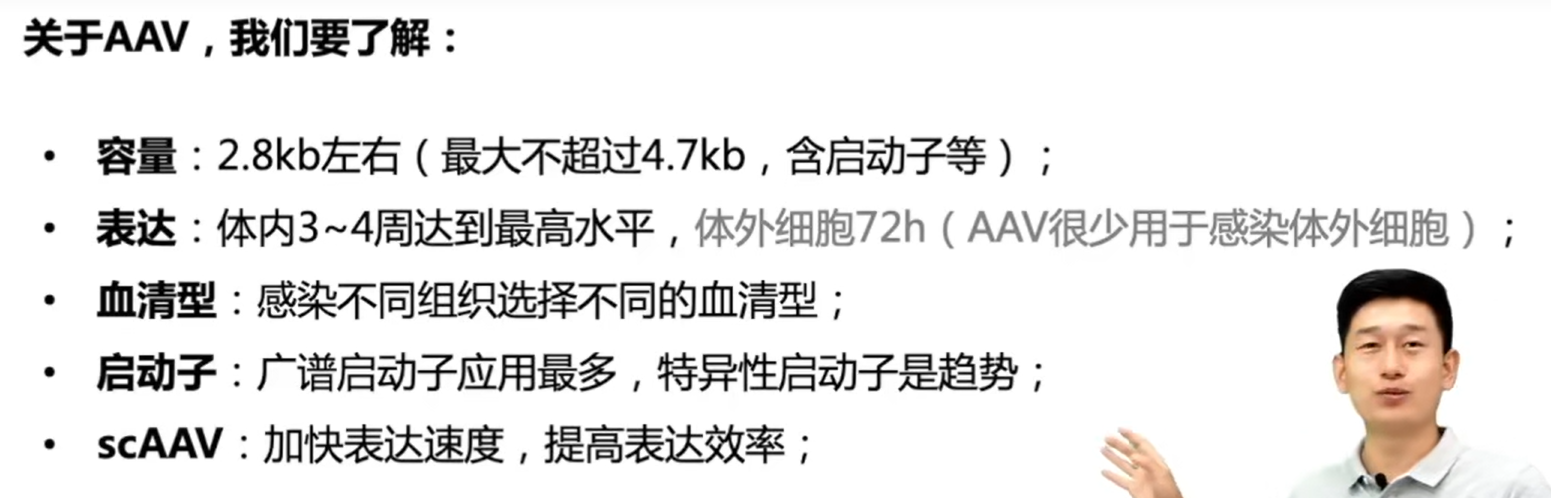 关于AAV，我们要了解：
• 容量：2.8kb左右（最大不超过4.7kb，含启动子等）；
• 表达：体内3~4周达到最高水平，体外细胞72h（AAV很少用于感染体外细胞）；
• 血清型：感染不同组织选择不同的血清型；
• 启动子：广谱启动子应用最多，特异性启动子是趋势；
• scAAV：加快表达速度，提高表达效率；